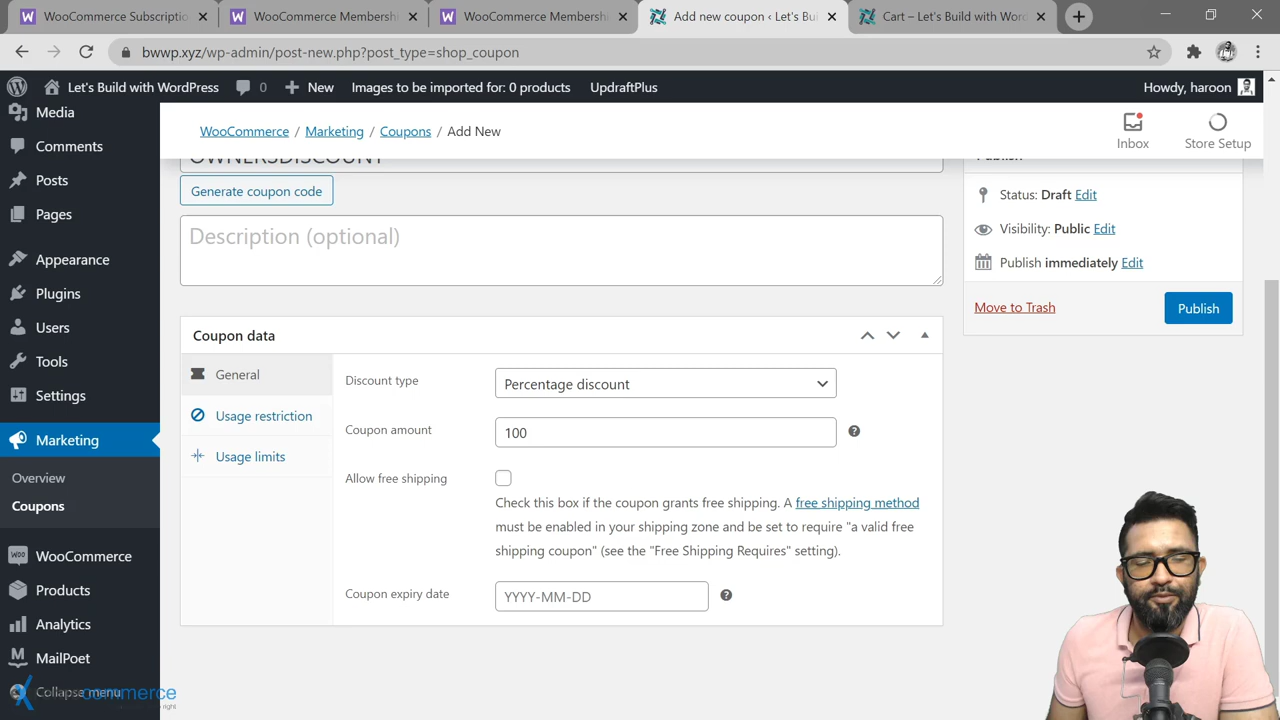 WooCommerce Subscription
WooCommerce Membershi
WooCommerce Membershi
Add new coupon ‹ Let's Bui
Cart – Let's Build with WO
bwwp.xyz/wp-admin/post-new.php?post_type=shop_coupon
Let's Build with WordPress
0
New
Images to be imported for: 0 products
UpdraftPlus
Howdy, haroon
Media
Comments
Posts
Pages
Appearance
Plugins
Users
Tools
Settings
Marketing
Overview
Coupons
WooCommerce
Products
Analytics
MailPoet
Collapse menu
commerce
right
WooCommerce / Marketing / Coupons / Add New
Inbox
Store Setup
OWNERSDISCOUNT
Generate coupon code
Description (optional)
Coupon data
General
Usage restriction
Usage limits
Discount type
Percentage discount
Coupon amount
100
Allow free shipping
Check this box if the coupon grants free shipping. A free shipping method
must be enabled in your shipping zone and be set to require "a valid free
shipping coupon" (see the "Free Shipping Requires" setting).
Coupon expiry date
YYYY-MM-DD
Publish
Status: Draft Edit
Visibility: Public Edit
Publish immediately Edit
Move to Trash
Publish